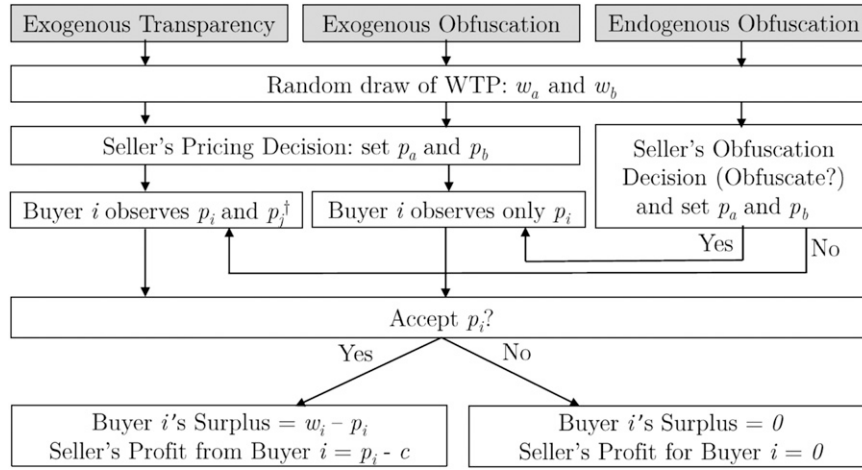 Exogenous Transparency
Exogenous Obfuscation
Endogenous Obfuscation
Random draw of WTP: w_a and w_b
Seller's Pricing Decision: set p_a and p_b
Seller's Obfuscation
Decision (Obfuscate?)
and set p_a and p_b
Buyer i observes p_i and p_j†
Buyer i observes only p_i
Yes
No
Accept p_i?
Yes
No
Buyer i's Surplus = w_i – p_i
Seller's Profit from Buyer i = p_i - c
Buyer i's Surplus = 0
Seller's Profit for Buyer i = 0